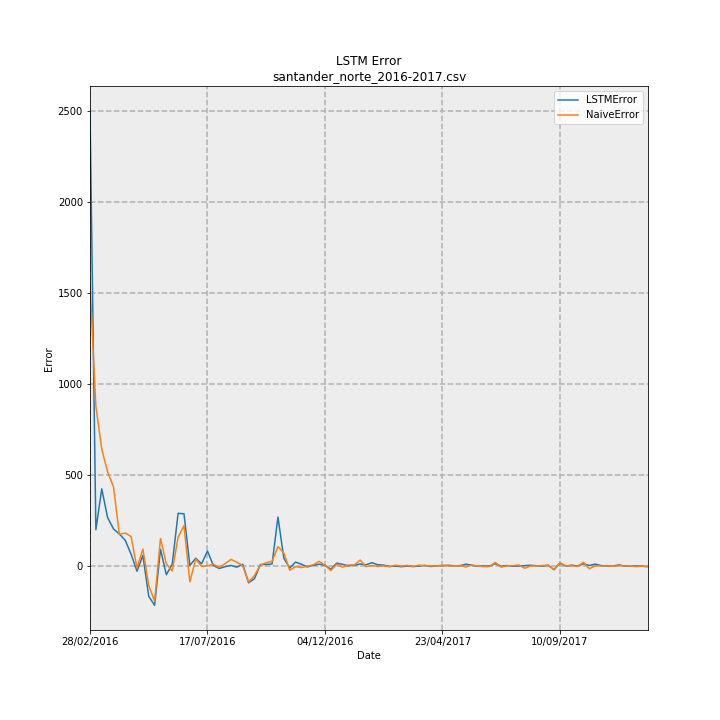 LSTM Error
santander_norte_2016-2017.csv
LSTMError
NaiveError
2500
2000
1500
1000
500
0
Error
28/02/2016
17/07/2016
04/12/2016
23/04/2017
10/09/2017
Date